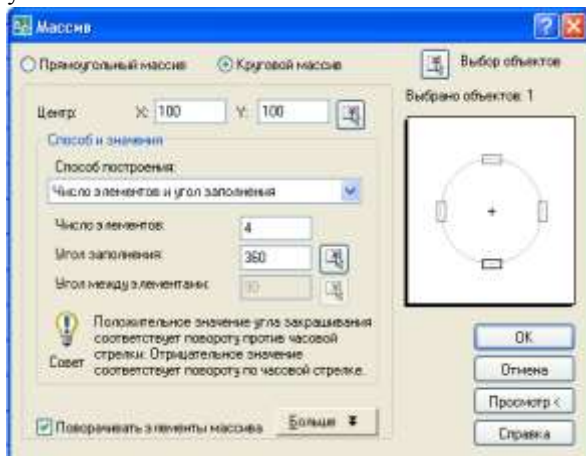 у
Массив
Прямоугольный массив Круговой массив Выбор объектов
Выбрано объектов: 1
Центр: X: 100 Y: 100
Способ и значения
Способ построения:
Число элементов и угол заполнения
Число элементов: 4
Угол заполнения: 360
Угол между элементами: 90
Положительное значение угла закрашивания
соответствует повороту против часовой
стрелки. Отрицательное значение
соответствует повороту по часовой стрелке.
Совет
OK
Отмена
Просмотр <
Поворачивать элементы массива Больше
Справка